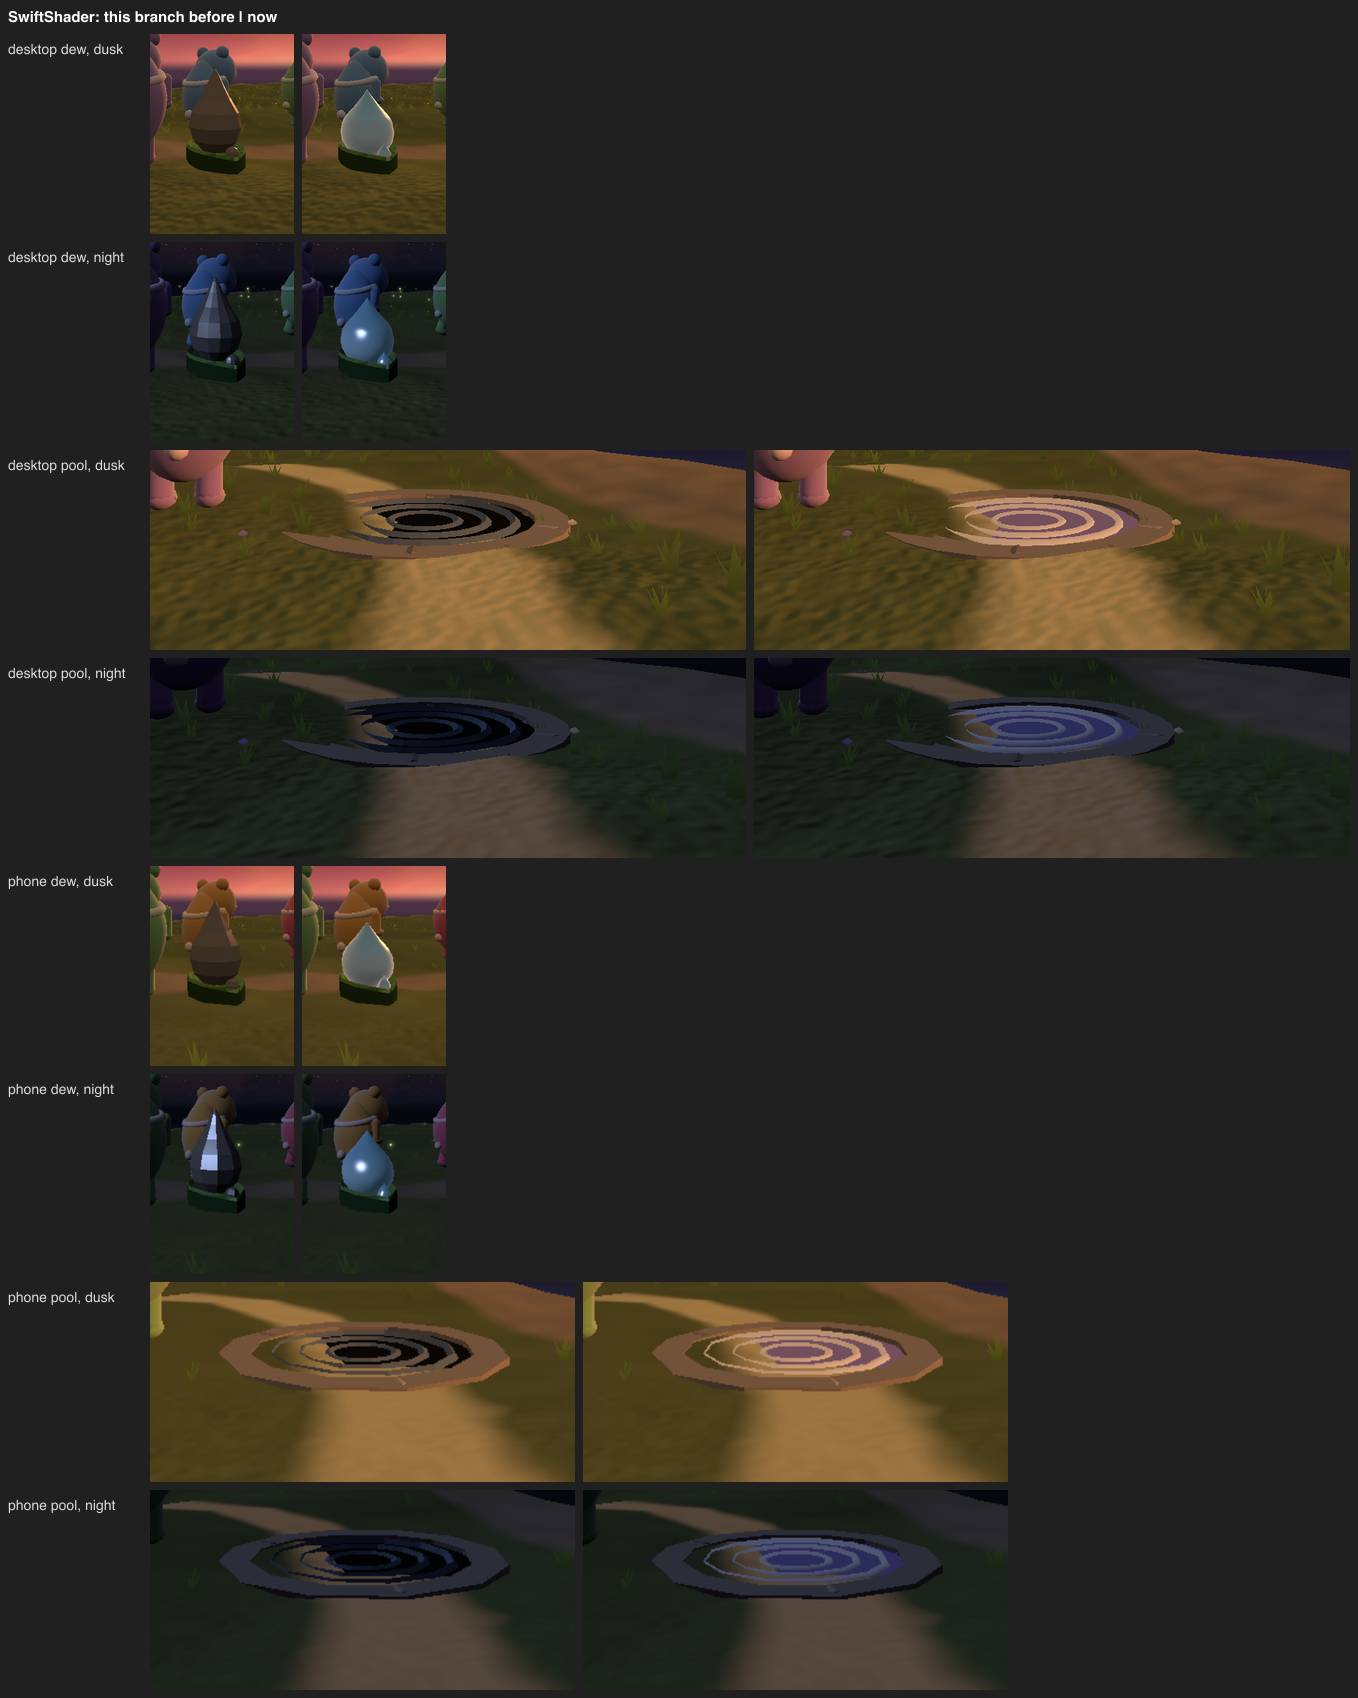 SwiftShader: this branch before | now
desktop dew, dusk
desktop dew, night
desktop pool, dusk
desktop pool, night
phone dew, dusk
phone dew, night
phone pool, dusk
phone pool, night